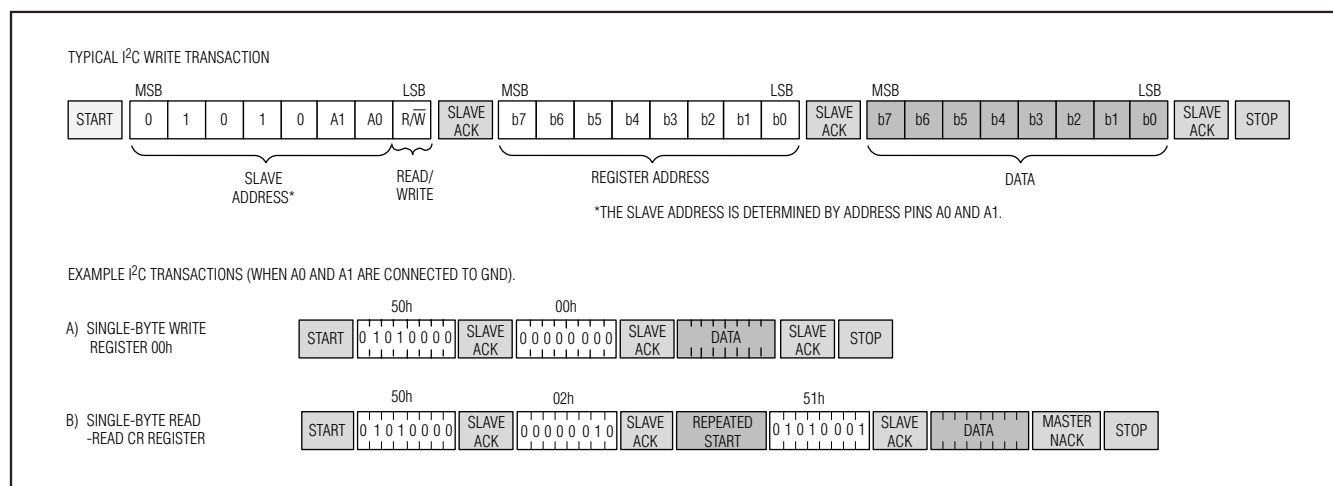 TYPICAL I2C WRITE TRANSACTION
MSB LSB MSB LSB MSB LSB
START 0 1 0 1 0 A1 A0 R/W̅ SLAVE ACK b7 b6 b5 b4 b3 b2 b1 b0 SLAVE ACK b7 b6 b5 b4 b3 b2 b1 b0 SLAVE ACK STOP
SLAVE ADDRESS* READ/ WRITE REGISTER ADDRESS DATA
*THE SLAVE ADDRESS IS DETERMINED BY ADDRESS PINS A0 AND A1.
EXAMPLE I2C TRANSACTIONS (WHEN A0 AND A1 ARE CONNECTED TO GND).
50h 00h
A) SINGLE-BYTE WRITE
REGISTER 00h
START 0 1 0 1 0 0 0 0 SLAVE ACK 0 0 0 0 0 0 0 0 SLAVE ACK DATA SLAVE ACK STOP
50h 02h 51h
B) SINGLE-BYTE READ
-READ CR REGISTER
START 0 1 0 1 0 0 0 0 SLAVE ACK 0 0 0 0 0 0 1 0 SLAVE ACK REPEATED START 0 1 0 1 0 0 0 1 SLAVE ACK DATA MASTER NACK STOP